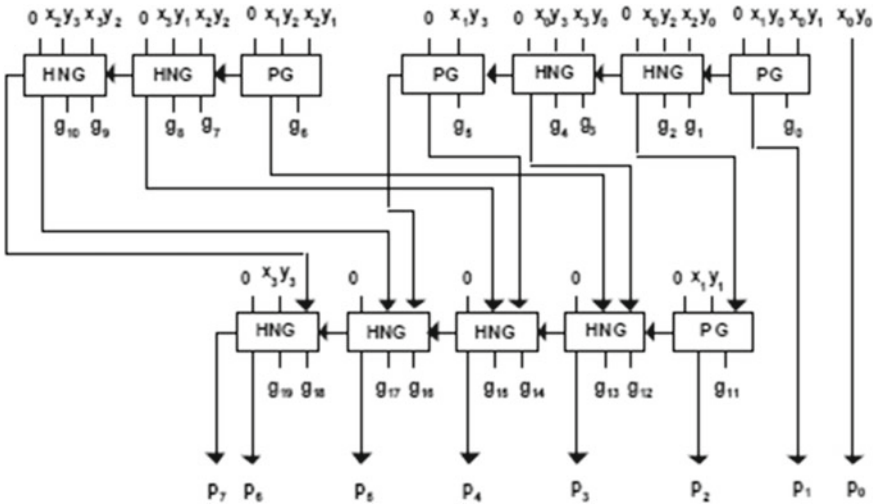 0 x₂y₃ x₃y₂ 0 x₃y₁ x₂y₂ 0 x₁y₂ x₂y₁ 0 x₁y₃ 0 x₀y₃ x₃y₀ 0 x₀y₂ x₂y₀ 0 x₁y₀ x₀y₁ x₀y₀
HNG HNG PG PG HNG HNG PG
g₁₀ g₉ g₈ g₇ g₆ g₅ g₄ g₃ g₂ g₁ g₀
0 x₃y₃ 0 0 0 0 x₁y₁
HNG HNG HNG HNG PG
g₁₉ g₁₈ g₁₇ g₁₆ g₁₅ g₁₄ g₁₃ g₁₂ g₁₁
p₇ p₆ p₅ p₄ p₃ p₂ p₁ p₀